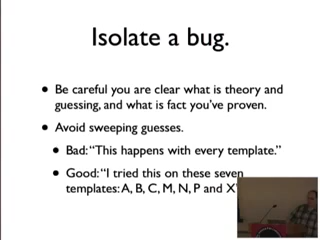 Isolate a bug.
Be careful you are clear what is theory and
guessing, and what is fact you've proven.
Avoid sweeping guesses.
Bad: “This happens with every template.”
Good: “I tried this on these seven
templates: A, B, C, M, N, P and X